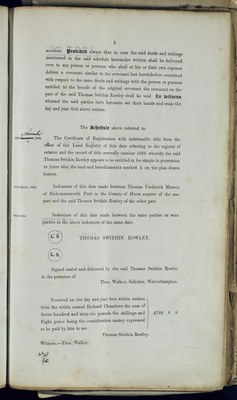 3
accident Provided always that in case the said deeds and writings
mentioned in the said schedule hereunder written shall be delivered
over to any person or persons who shall at his or their own expense
deliver a covenant similar to the covenant last hereinbefore contained
with respect to the same deeds and writings with the person or persons
entitled to the benefit of the original covenant the covenant on the
part of the said Thomas Swithin Rowley shall be void In witness
whereof the said parties have hereunto set their hands and seals the
day and year first above written.
The Schedule above referred to.
The Certificate of Registration with indefeasible title from the
office of the Land Registry of this date referring to the register of
estates and the record of title severally number 1040 whereby the said
Thomas Swithin Rowley appears to be entitled in fee simple in possession
to (inter alia) the land and hereditaments marked A on the plan drawn
hereon.
Indenture of this date made between Thomas Frederick Munton
of Rickmansworth Park in the County of Herts esquire of the one
part and the said Thomas Swithin Rowley of the other part.
Indenture of this date made between the same parties as were
parties to the above indenture of the same date.
L. S.
THOMAS SWITHIN ROWLEY.
L. S.
Signed sealed and delivered by the said Thomas Swithin Rowley
in the presence of
Thos. Walker, Solicitor, Wolverhampton.
Received on the day and year first within written
from the within named Richard Chambers the sum of
Seven hundred and sixty-six pounds the shillings and
Eight pence being the consideration money expressed
to be paid by him to me
Thomas Swithin Rowley.
Witness,—Thos. Walker.